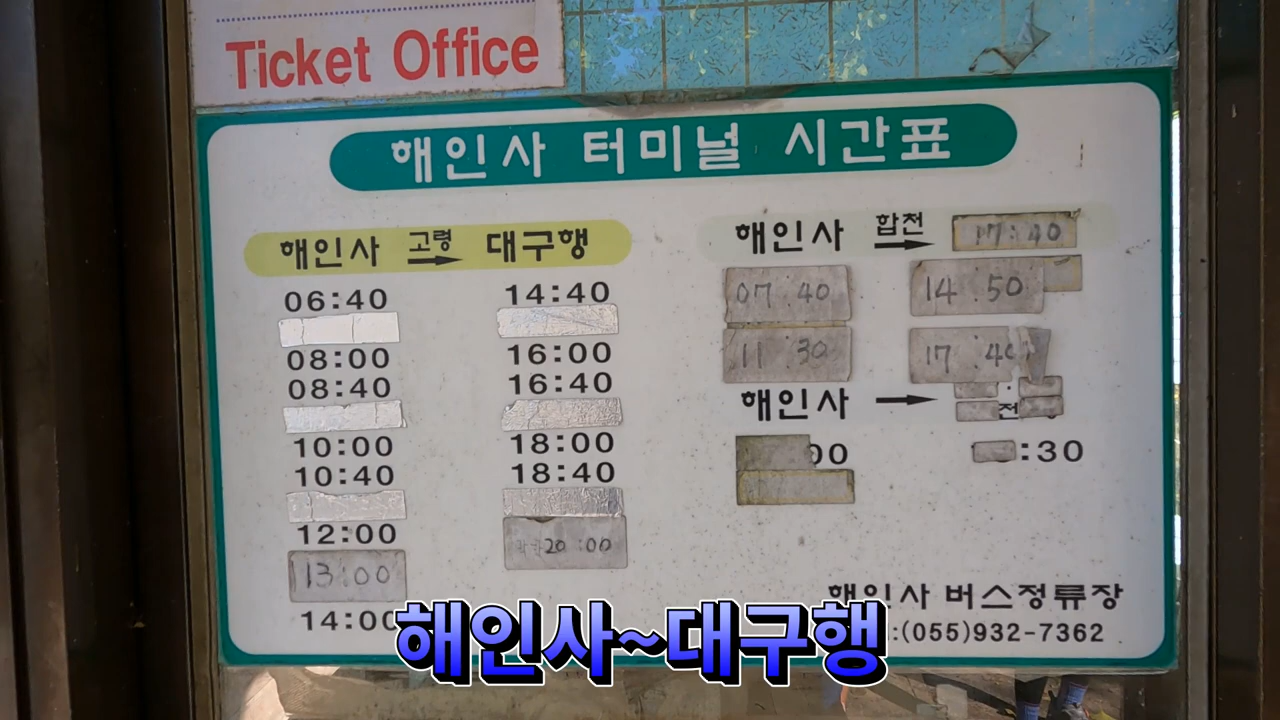 Ticket Office
해인사 터미널 시간표
해인사 고령 대구행
06:40 14:40
08:00 16:00
08:40 16:40
10:00 18:00
10:40 18:40
12:00
13:00 20:00
14:00
해인사 합천 17:40
07 40 14 50
11 30 17 40
해인사 전
00 :30
해인사 버스정류장
:(055)932-7362
해인사~대구행